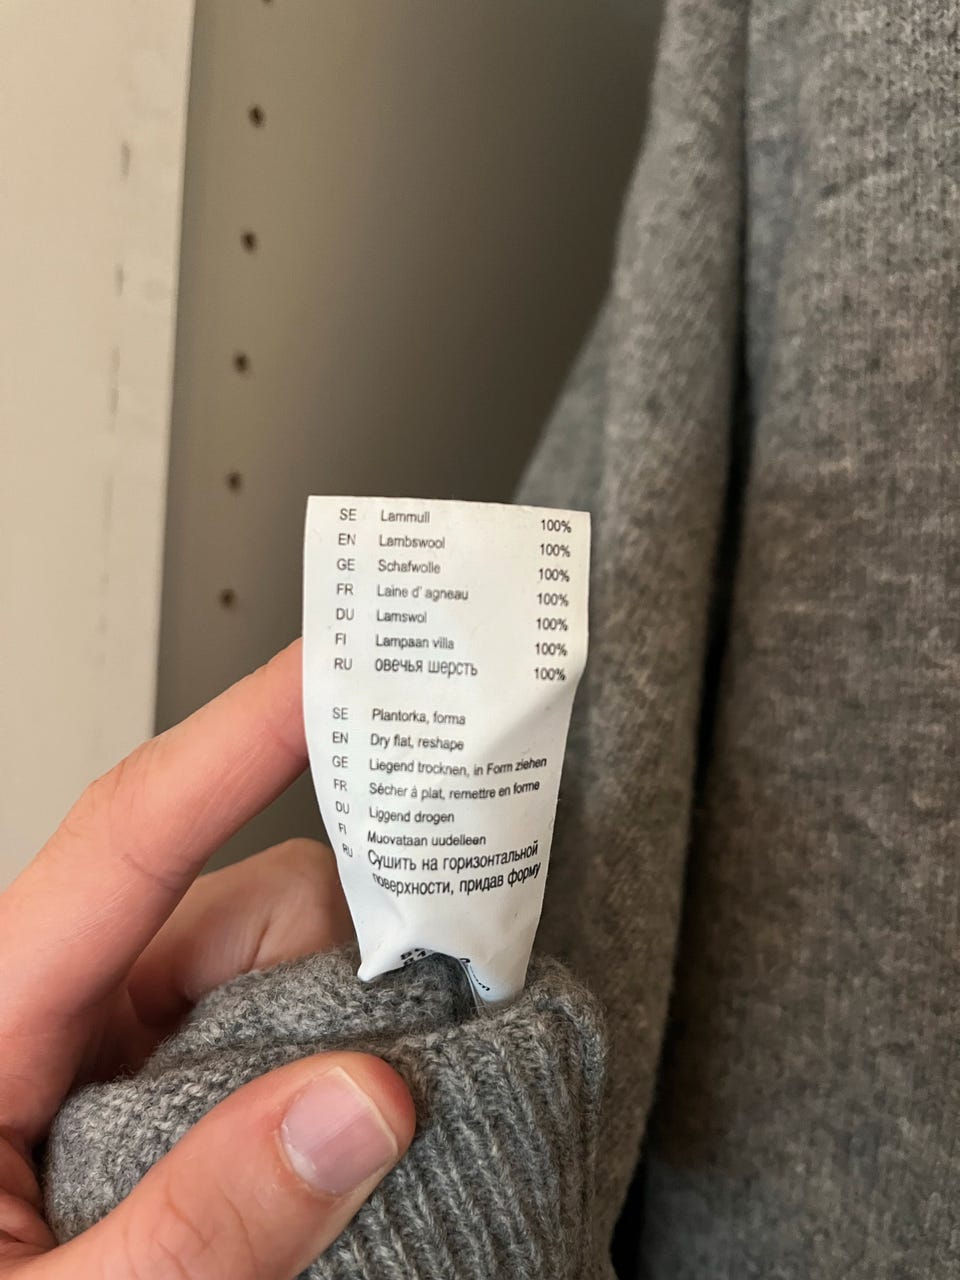 SE Lammull 100%
EN Lambswool 100%
GE Schafwolle 100%
FR Laine d' agneau 100%
DU Lamswol 100%
FI Lampaan villa 100%
RU овечья шерсть 100%
SE Plantorka, forma
EN Dry flat, reshape
GE Liegend trocknen, in Form ziehen
FR Sécher à plat, remettre en forme
DU Liggend drogen
FI Muovataan uudelleen
RU Сушить на горизонтальной
поверхности, придав форму